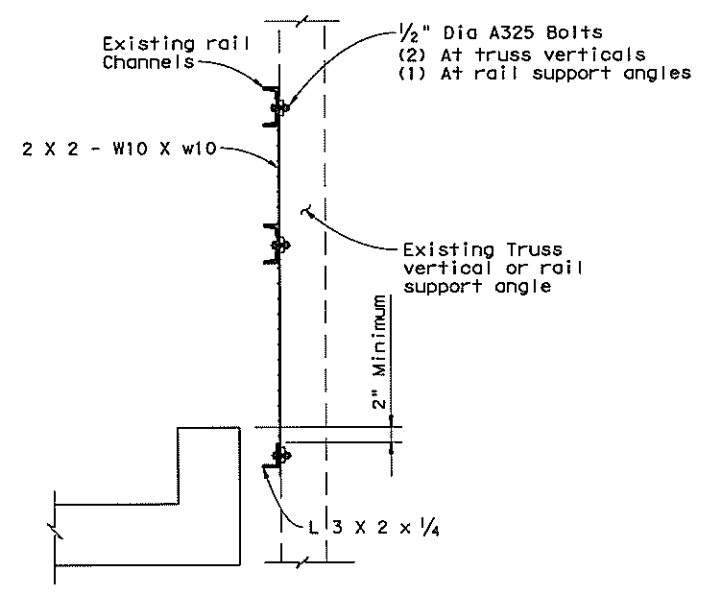 1/2" Dia A325 Bolts
(2) At truss verticals
(1) At rail support angles
Existing rail
Channels
2 X 2 - W10 X w10
Existing Truss
vertical or rail
support angle
2" Minimum
L 3 X 2 x 1/4